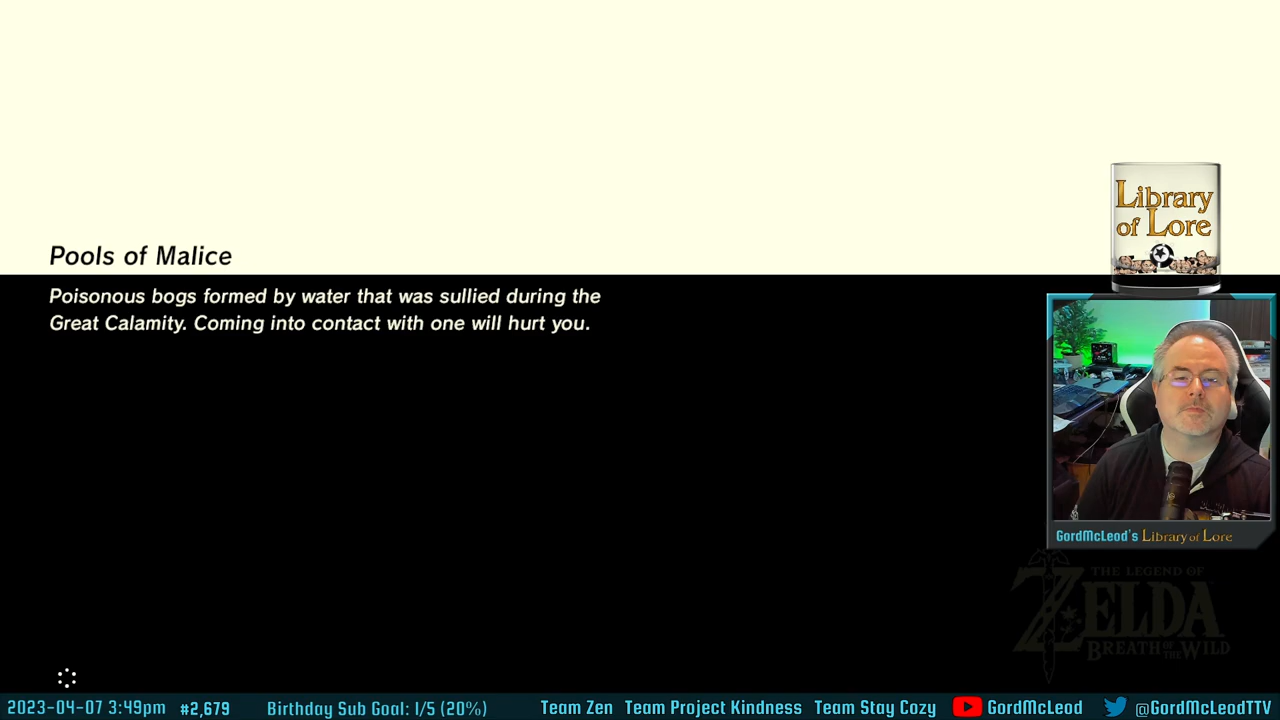 Pools of Malice
Poisonous bogs formed by water that was sullied during the
Great Calamity. Coming into contact with one will hurt you.
Library
of Lore
GordMcLeod's Library of Lore
THE LEGEND OF
ZELDA
BREATH OF THE WILD
2023-04-07 3:49pm #2,679 Birthday Sub Goal: 1/5 (20%) Team Zen Team Project Kindness Team Stay Cozy GordMcLeod @GordMcLeodTTV